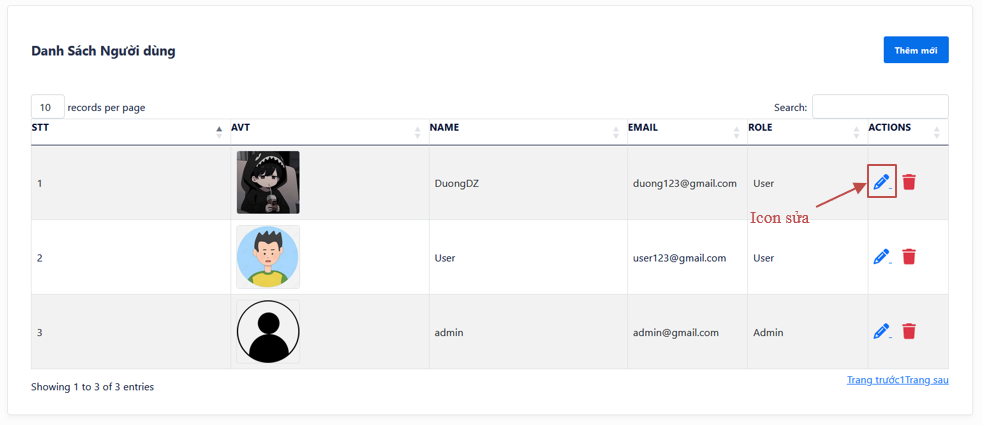 Danh Sách Người dùng
Thêm mới
10 records per page
Search:
STT AVT NAME EMAIL ROLE ACTIONS
1 DuongDZ duong123@gmail.com User
Icon sửa
2 User user123@gmail.com User
3 admin admin@gmail.com Admin
Showing 1 to 3 of 3 entries
Trang trước1Trang sau